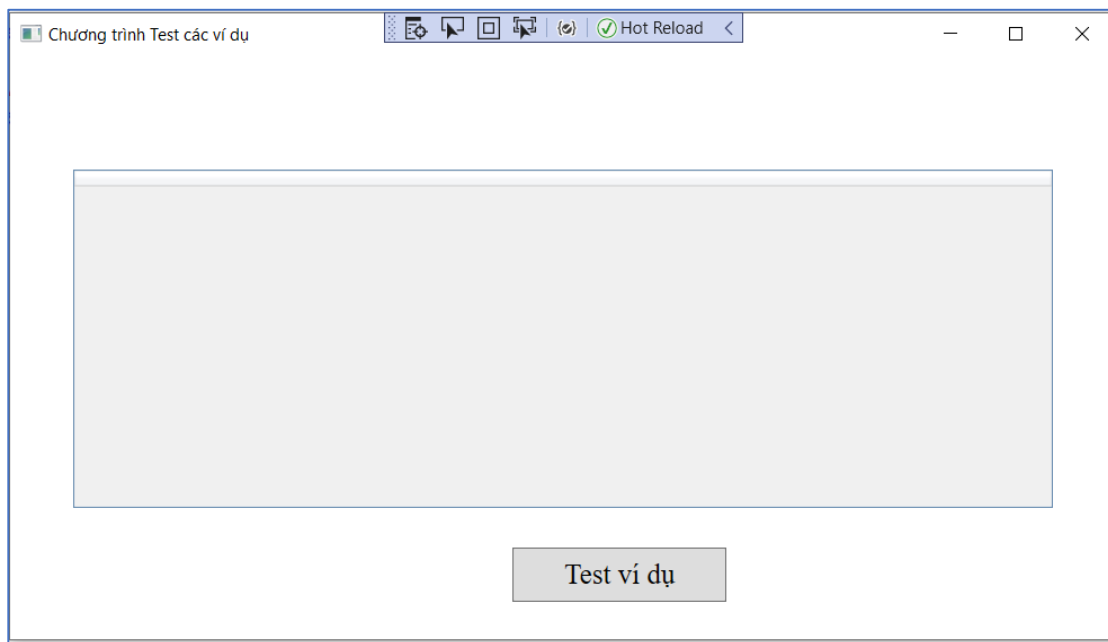 Chương trình Test các ví dụ
Hot Reload
Test ví dụ